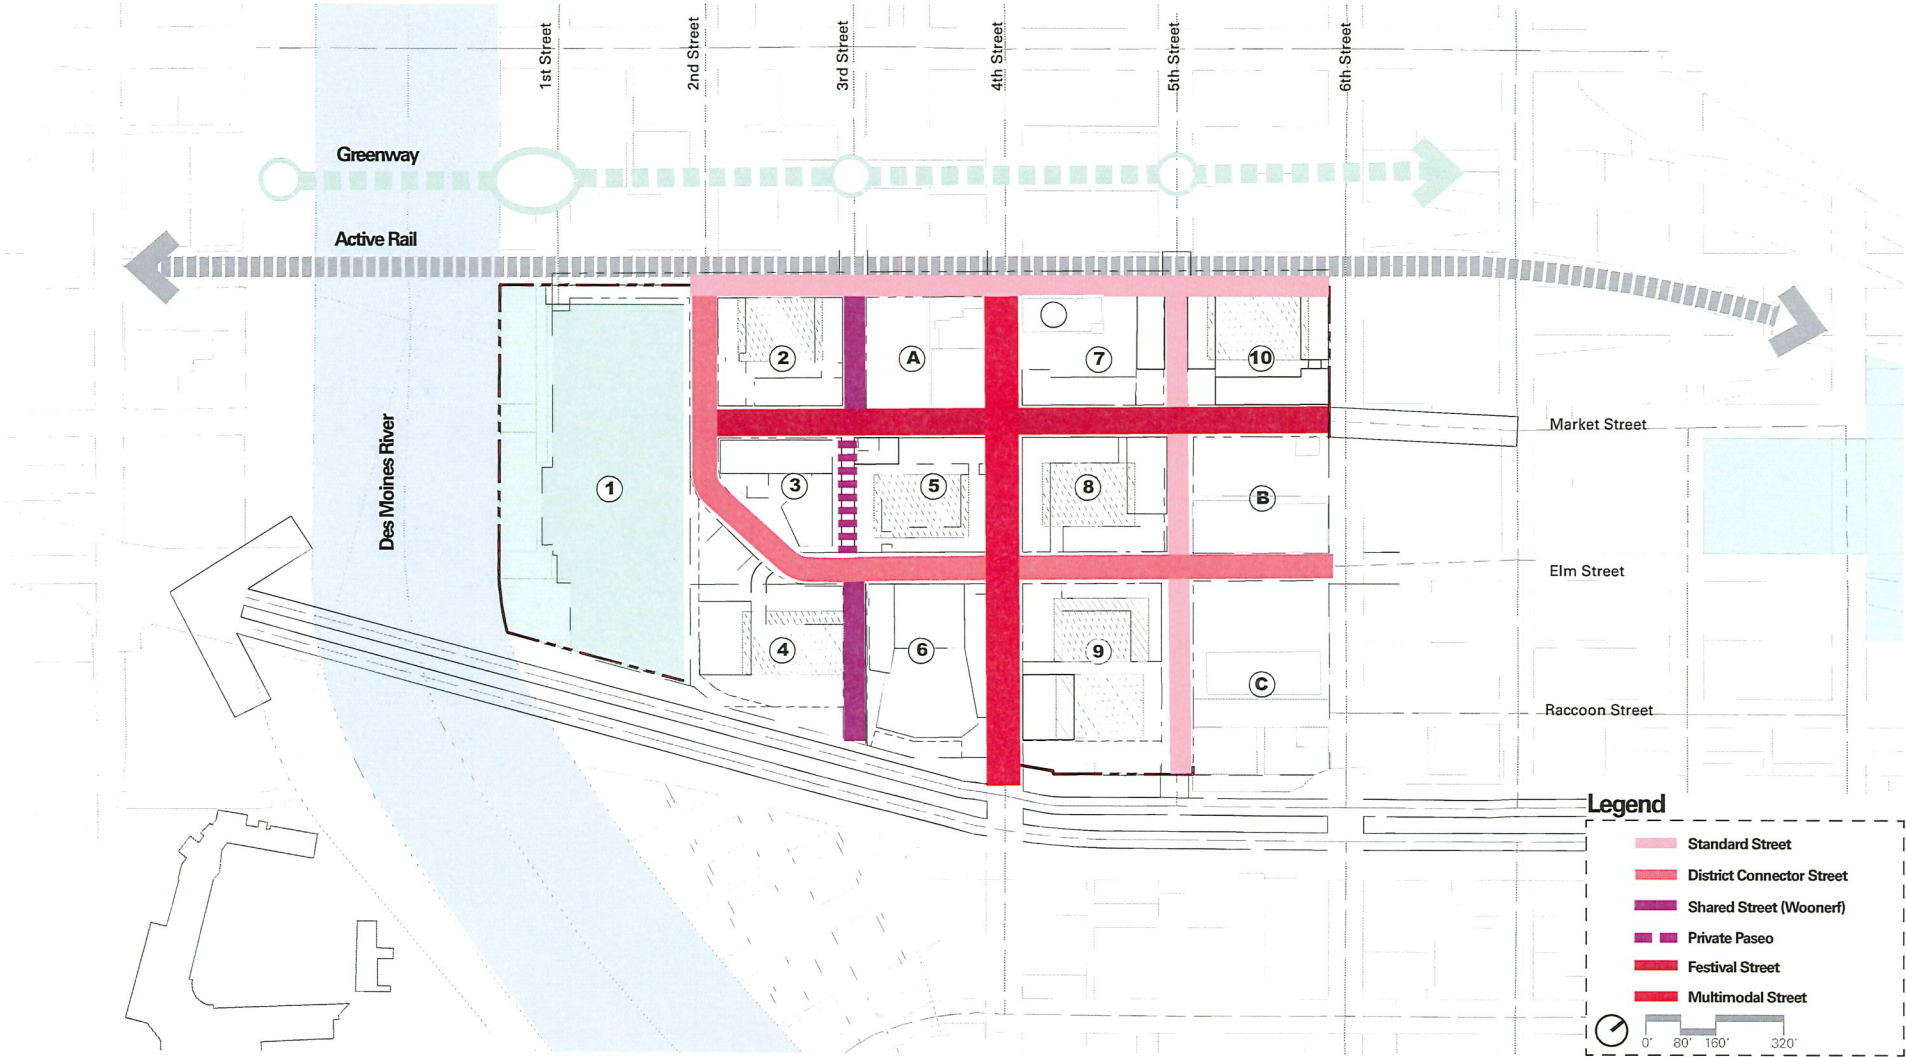 1st Street
2nd Street
3rd Street
4th Street
5th Street
6th Street
Greenway
Active Rail
Des Moines River
2
A
7
10
Market Street
1
3
5
8
B
Elm Street
4
6
9
C
Raccoon Street
Legend
Standard Street
District Connector Street
Shared Street (Woonerf)
Private Paseo
Festival Street
Multimodal Street
0' 80' 160' 320'